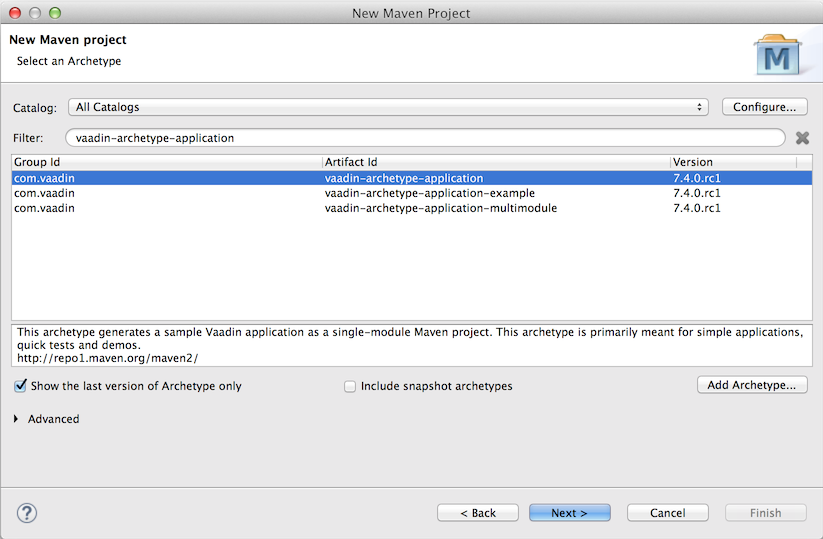 New Maven Project
New Maven project
Select an Archetype
M
Catalog: All Catalogs Configure...
Filter: vaadin-archetype-application
Group Id Artifact Id Version
com.vaadin vaadin-archetype-application 7.4.0.rc1
com.vaadin vaadin-archetype-application-example 7.4.0.rc1
com.vaadin vaadin-archetype-application-multimodule 7.4.0.rc1
This archetype generates a sample Vaadin application as a single-module Maven project. This archetype is primarily meant for simple applications,
quick tests and demos.
http://repo1.maven.org/maven2/
Show the last version of Archetype only Include snapshot archetypes Add Archetype...
Advanced
? < Back Next > Cancel Finish